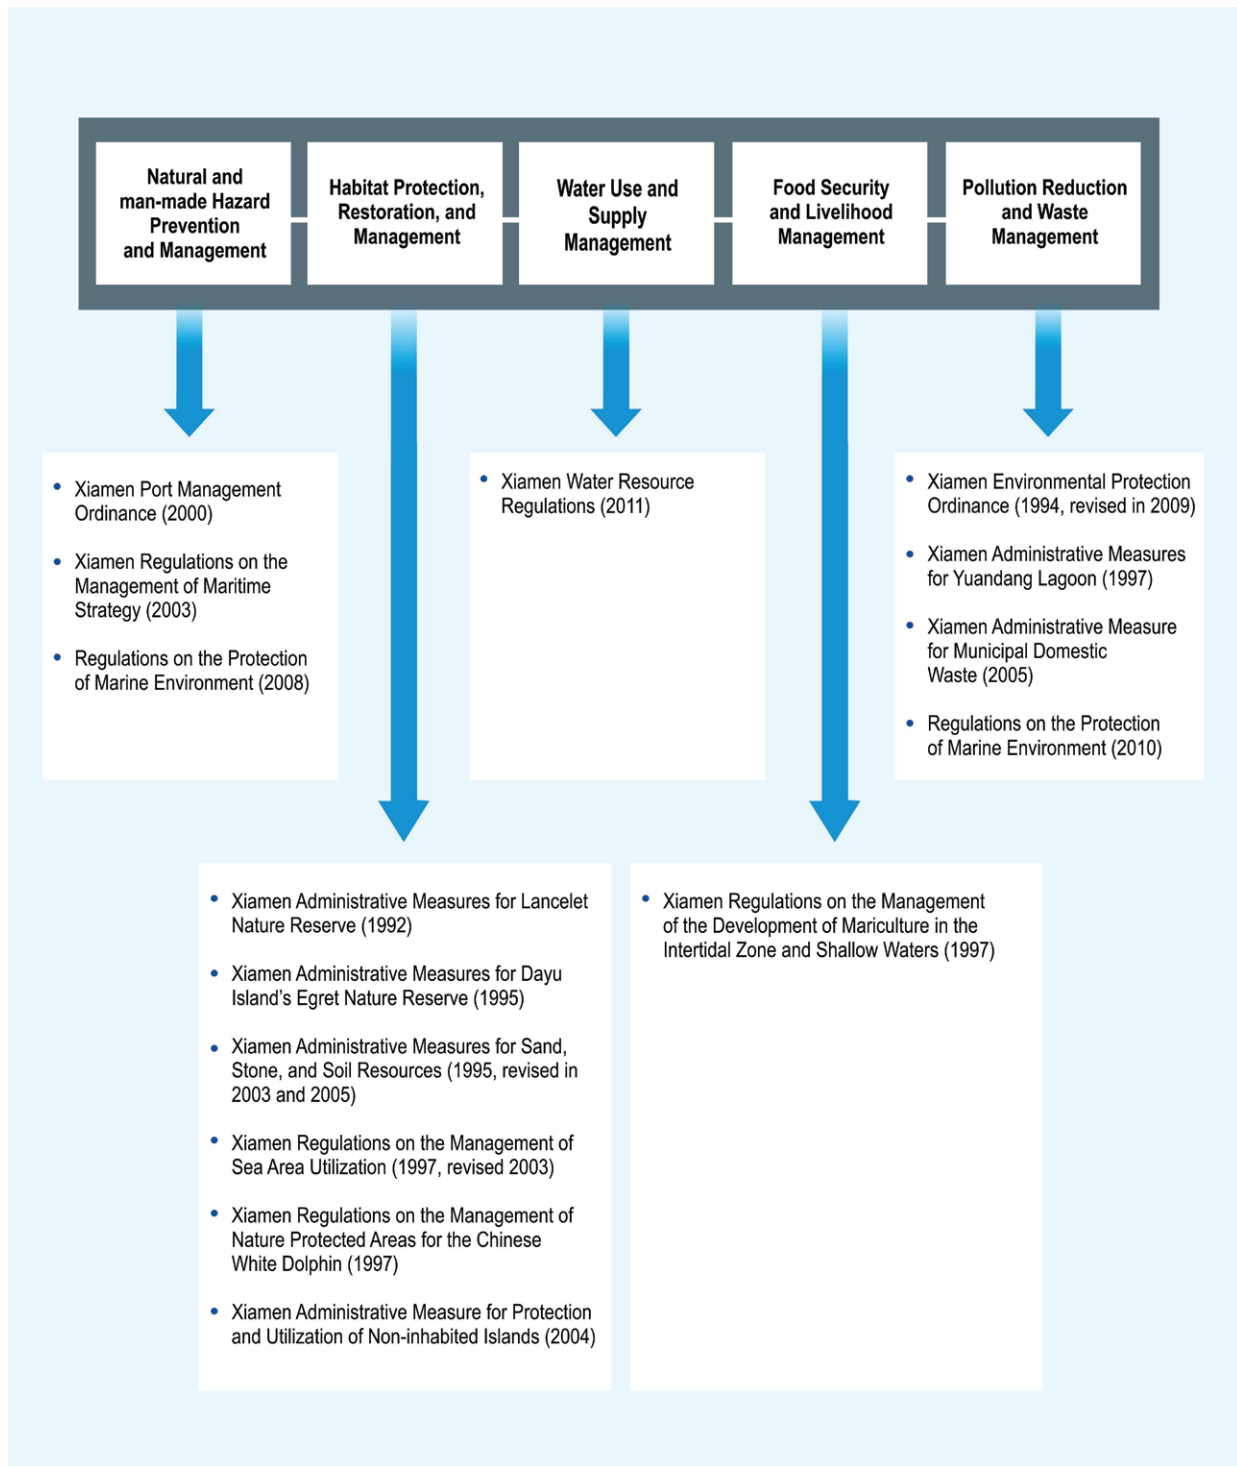 Natural and
man-made Hazard
Prevention
and Management
Habitat Protection,
Restoration, and
Management
Water Use and
Supply
Management
Food Security
and Livelihood
Management
Pollution Reduction
and Waste
Management
• Xiamen Port Management
Ordinance (2000)
• Xiamen Regulations on the
Management of Maritime
Strategy (2003)
• Regulations on the Protection
of Marine Environment (2008)
• Xiamen Water Resource
Regulations (2011)
• Xiamen Environmental Protection
Ordinance (1994, revised in 2009)
• Xiamen Administrative Measures
for Yuandang Lagoon (1997)
• Xiamen Administrative Measure
for Municipal Domestic
Waste (2005)
• Regulations on the Protection
of Marine Environment (2010)
• Xiamen Administrative Measures for Lancelet
Nature Reserve (1992)
• Xiamen Administrative Measures for Dayu
Island’s Egret Nature Reserve (1995)
• Xiamen Administrative Measures for Sand,
Stone, and Soil Resources (1995, revised in
2003 and 2005)
• Xiamen Regulations on the Management of
Sea Area Utilization (1997, revised 2003)
• Xiamen Regulations on the Management of
Nature Protected Areas for the Chinese
White Dolphin (1997)
• Xiamen Administrative Measure for Protection
and Utilization of Non-inhabited Islands (2004)
• Xiamen Regulations on the Management
of the Development of Mariculture in the
Intertidal Zone and Shallow Waters (1997)